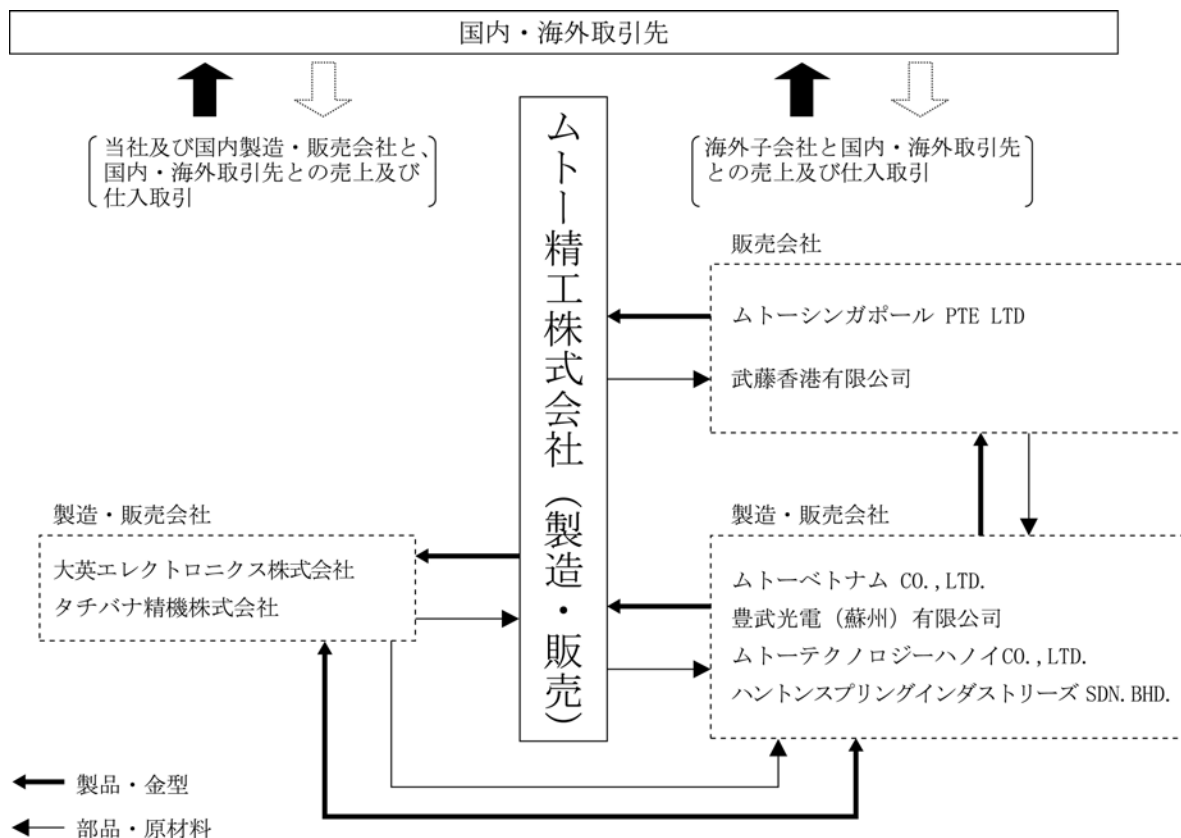 国内・海外取引先
当社及び国内製造・販売会社と、
国内・海外取引先との売上及び
仕入取引
ムトー精工株式会社（製造・販売）
海外子会社と国内・海外取引先
との売上及び仕入取引
販売会社
ムトーシンガポール PTE LTD
武藤香港有限公司
製造・販売会社
大英エレクトロニクス株式会社
タチバナ精機株式会社
製造・販売会社
ムトーベトナム CO.,LTD.
豊武光電（蘇州）有限公司
ムトーテクノロジーハノイCO.,LTD.
ハントンスプリングインダストリーズ SDN.BHD.
製品・金型
部品・原材料